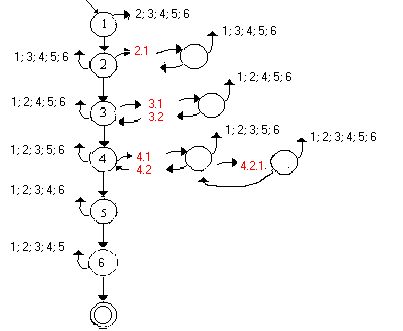 1 2; 3; 4; 5; 6
1; 3; 4; 5; 6 2 2.1 1; 3; 4; 5; 6
1; 2; 4; 5; 6 3 3.1 1; 2; 4; 5; 6
3.2
1; 2; 3; 5; 6 4 4.1 1; 2; 3; 5; 6
4.2 4.2.1. 1; 2; 3; 4; 5; 6
1; 2; 3; 4; 6 5
1; 2; 3; 4; 5 6